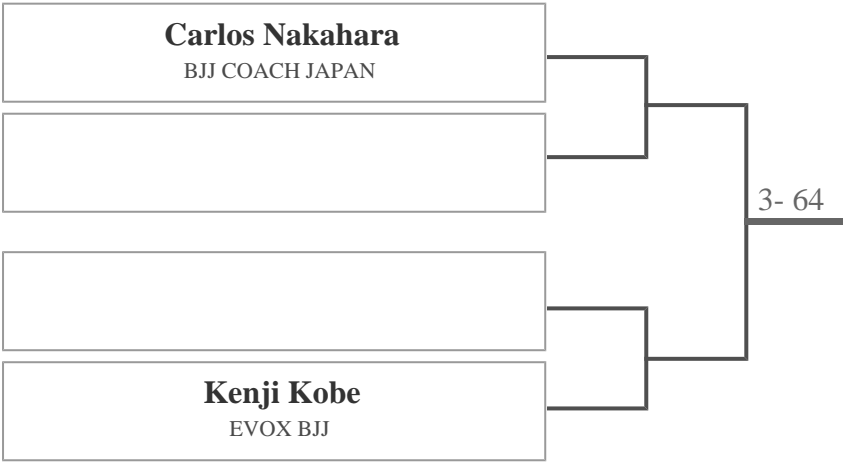 Carlos Nakahara
BJJ COACH JAPAN
3- 64
Kenji Kobe
EVOX BJJ